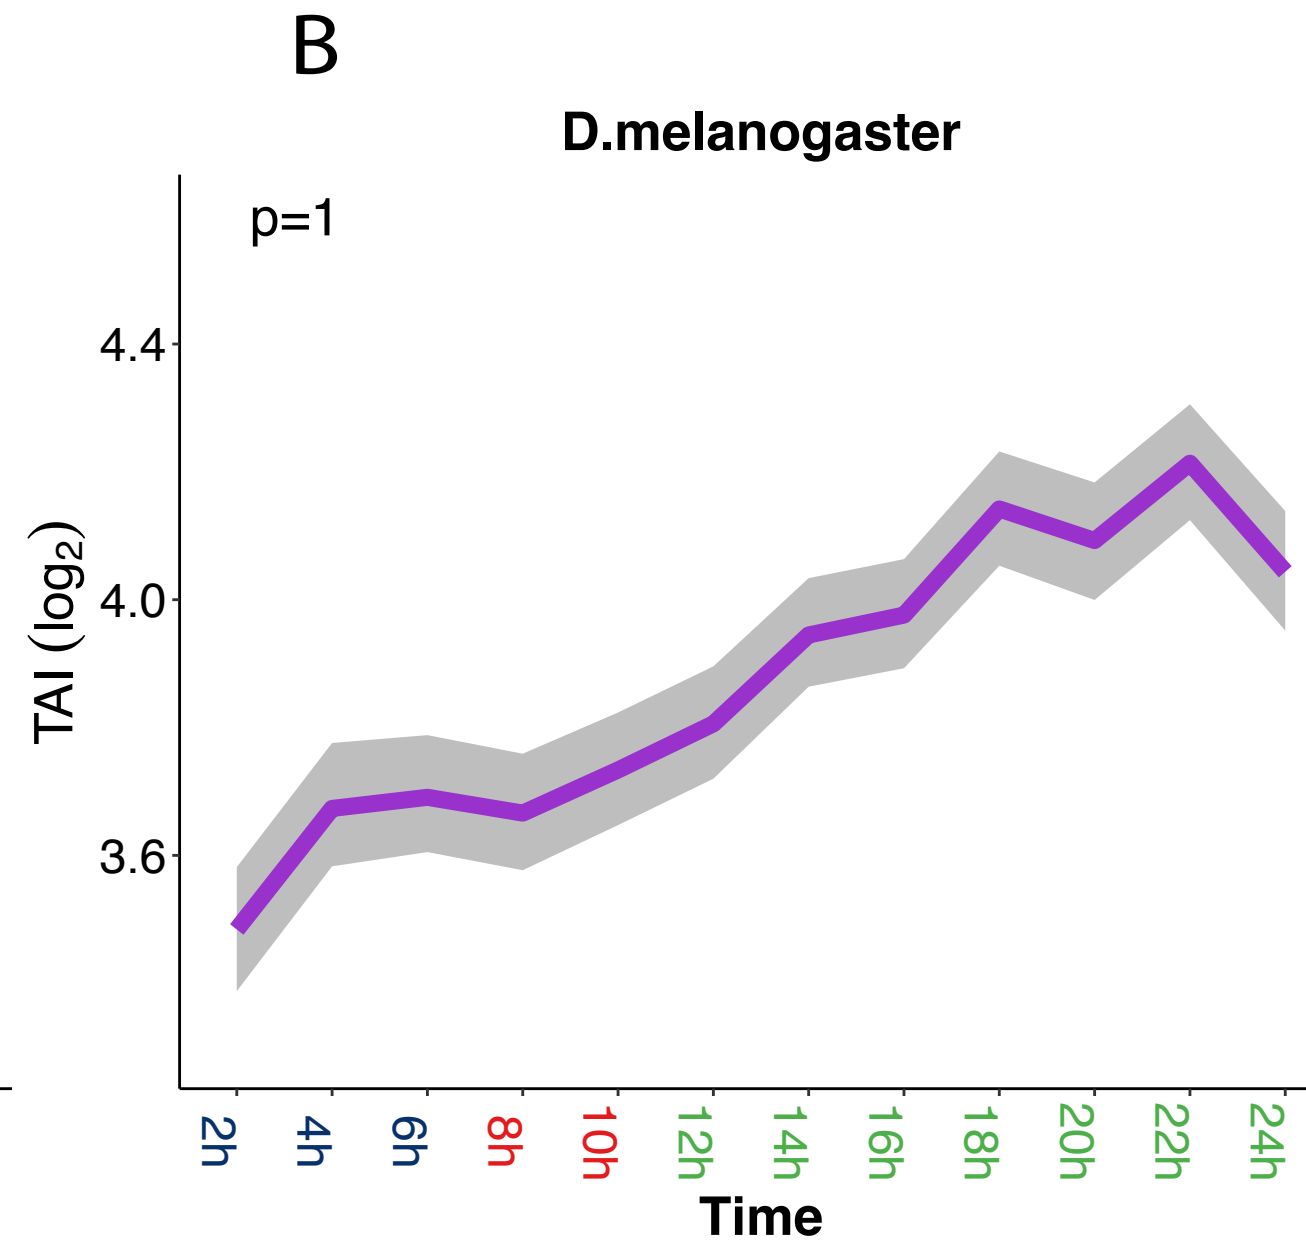 B
D.melanogaster
p=1
4.4
4.0
3.6
TAI (log₂)
2h
4h
6h
8h
10h
12h
14h
16h
18h
20h
22h
24h
Time